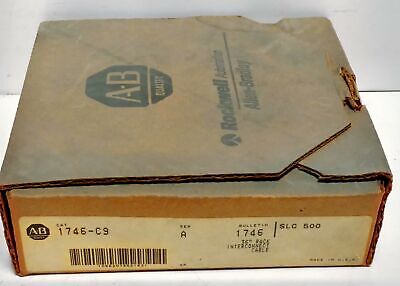 A-B
QUALITY
Rockwell Automation
Allen-Bradley
AB
CAT
1746-C9
SER
A
BULLETIN
1746
SLC 500
36" RACK
INTERCONNECT
CABLE
MADE IN U.S.A.